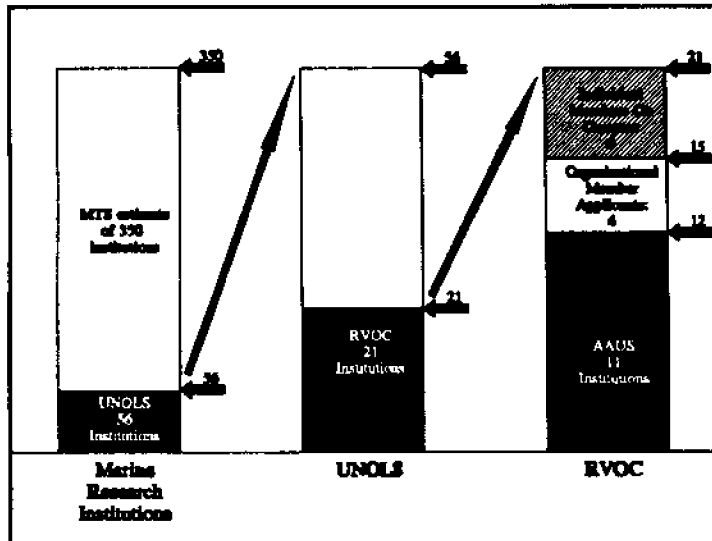 350
MTS estimate
of 350
Institutions
56
UNOLS
56
Institutions
Marine
Research
Institutions
56
21
RVOC
21
Institutions
UNOLS
21
6
15
Organizational
Member
Applicants:
4
12
AAUS
11
Institutions
RVOC